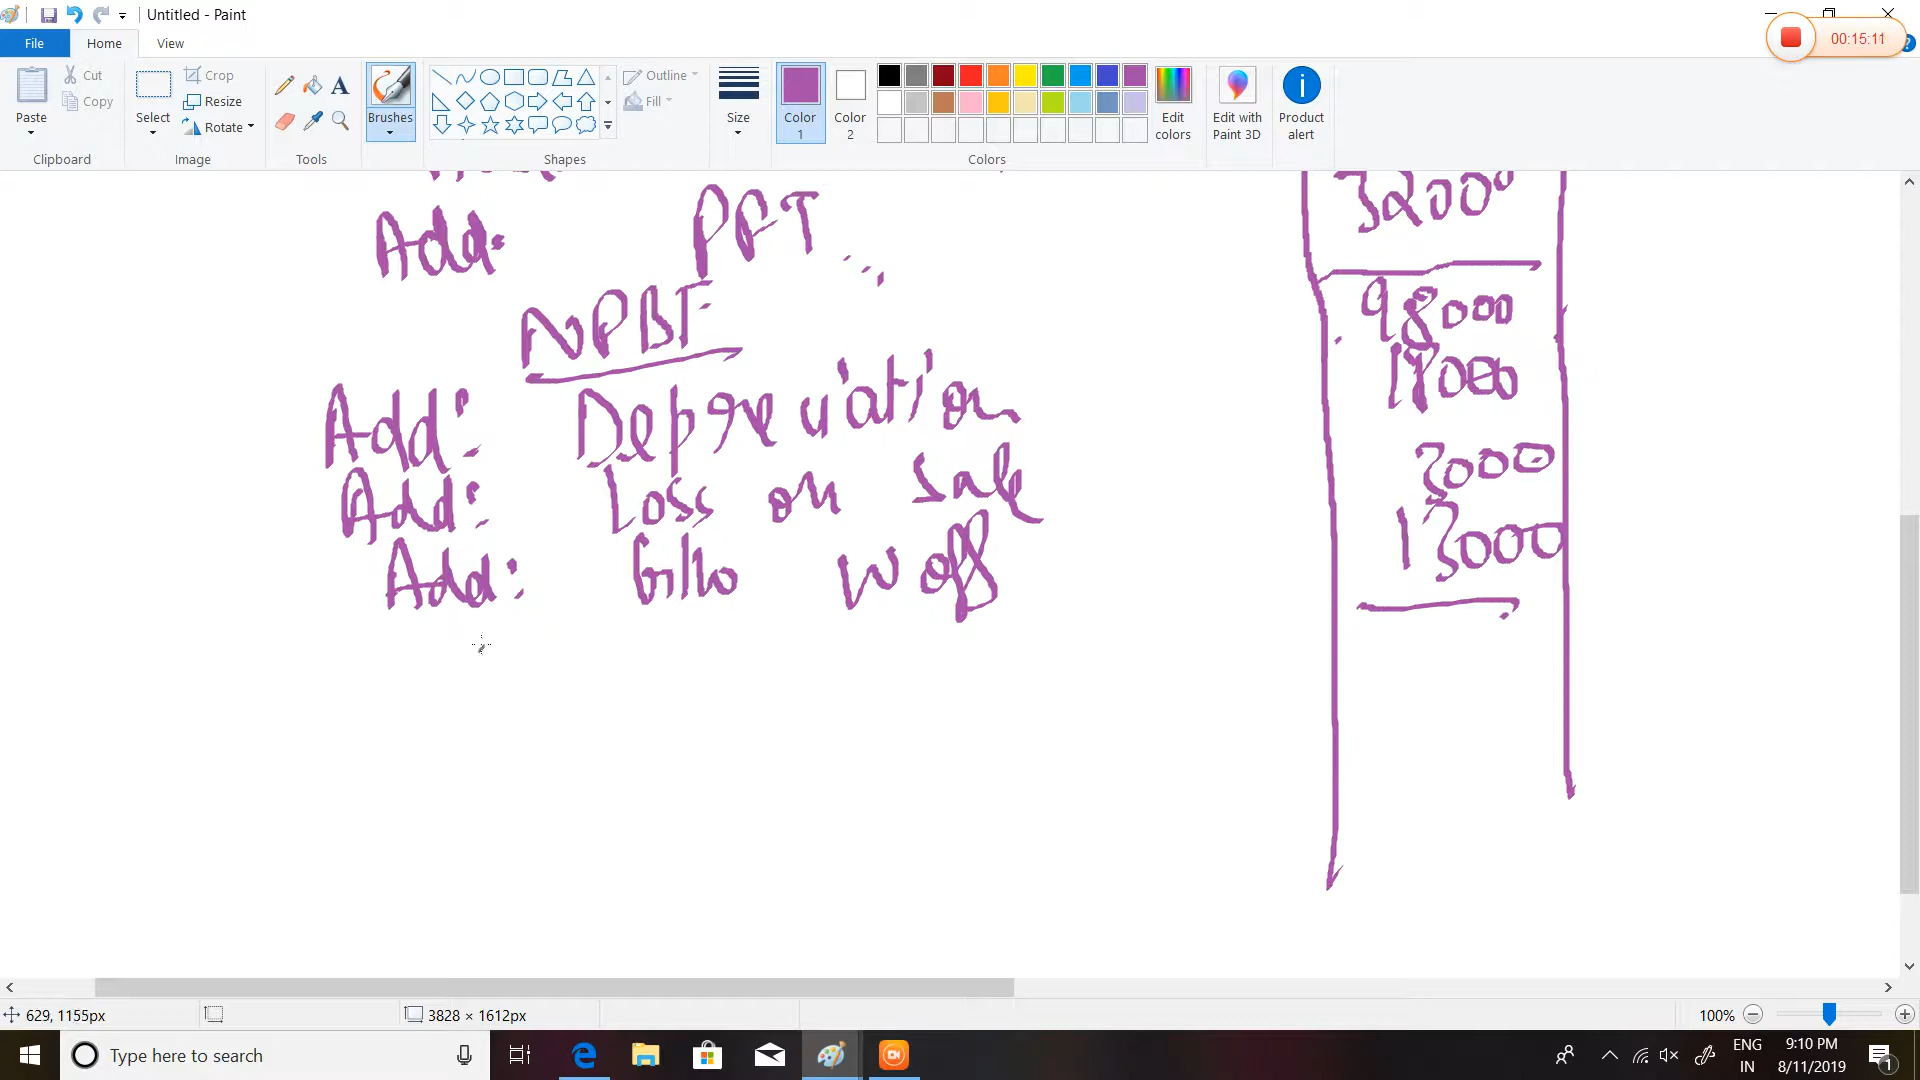 Untitled - Paint
00:15:11
File Home View
Cut
Copy
Paste
Clipboard
Crop
Resize
Rotate
Select
Image
Tools
Brushes
Outline
Fill
Shapes
Size
Color 1
Color 2
Edit colors
Colors
Edit with Paint 3D
Product alert
32000
Add: PFT ...
NPBT 98000
Add: Depreciation
Add: Loss on sale 2000
Add: G/W W off 13000
629, 1155px
3828 × 1612px
100%
Type here to search
ENG
IN
9:10 PM
8/11/2019
1